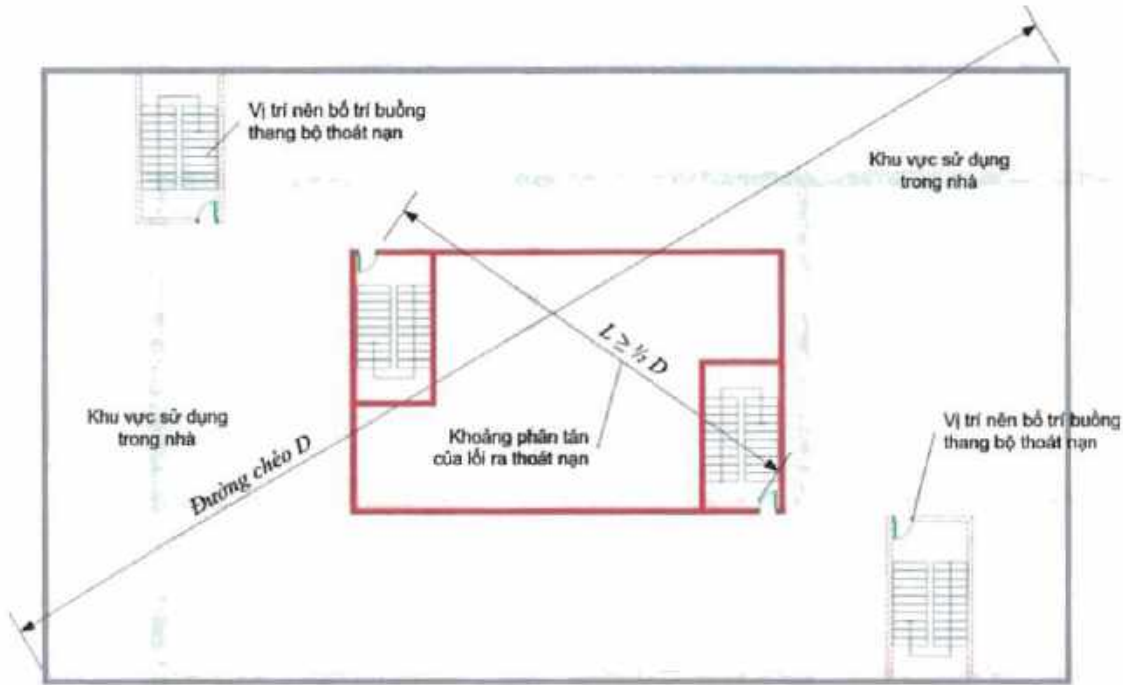 Vị trí nên bố trí buồng
thang bộ thoát nạn
Khu vực sử dụng
trong nhà
L ≥ ½ D
Khu vực sử dụng
trong nhà
Đường chéo D
Khoảng phân tán
của lối ra thoát nạn
Vị trí nên bố trí buồng
thang bộ thoát nạn